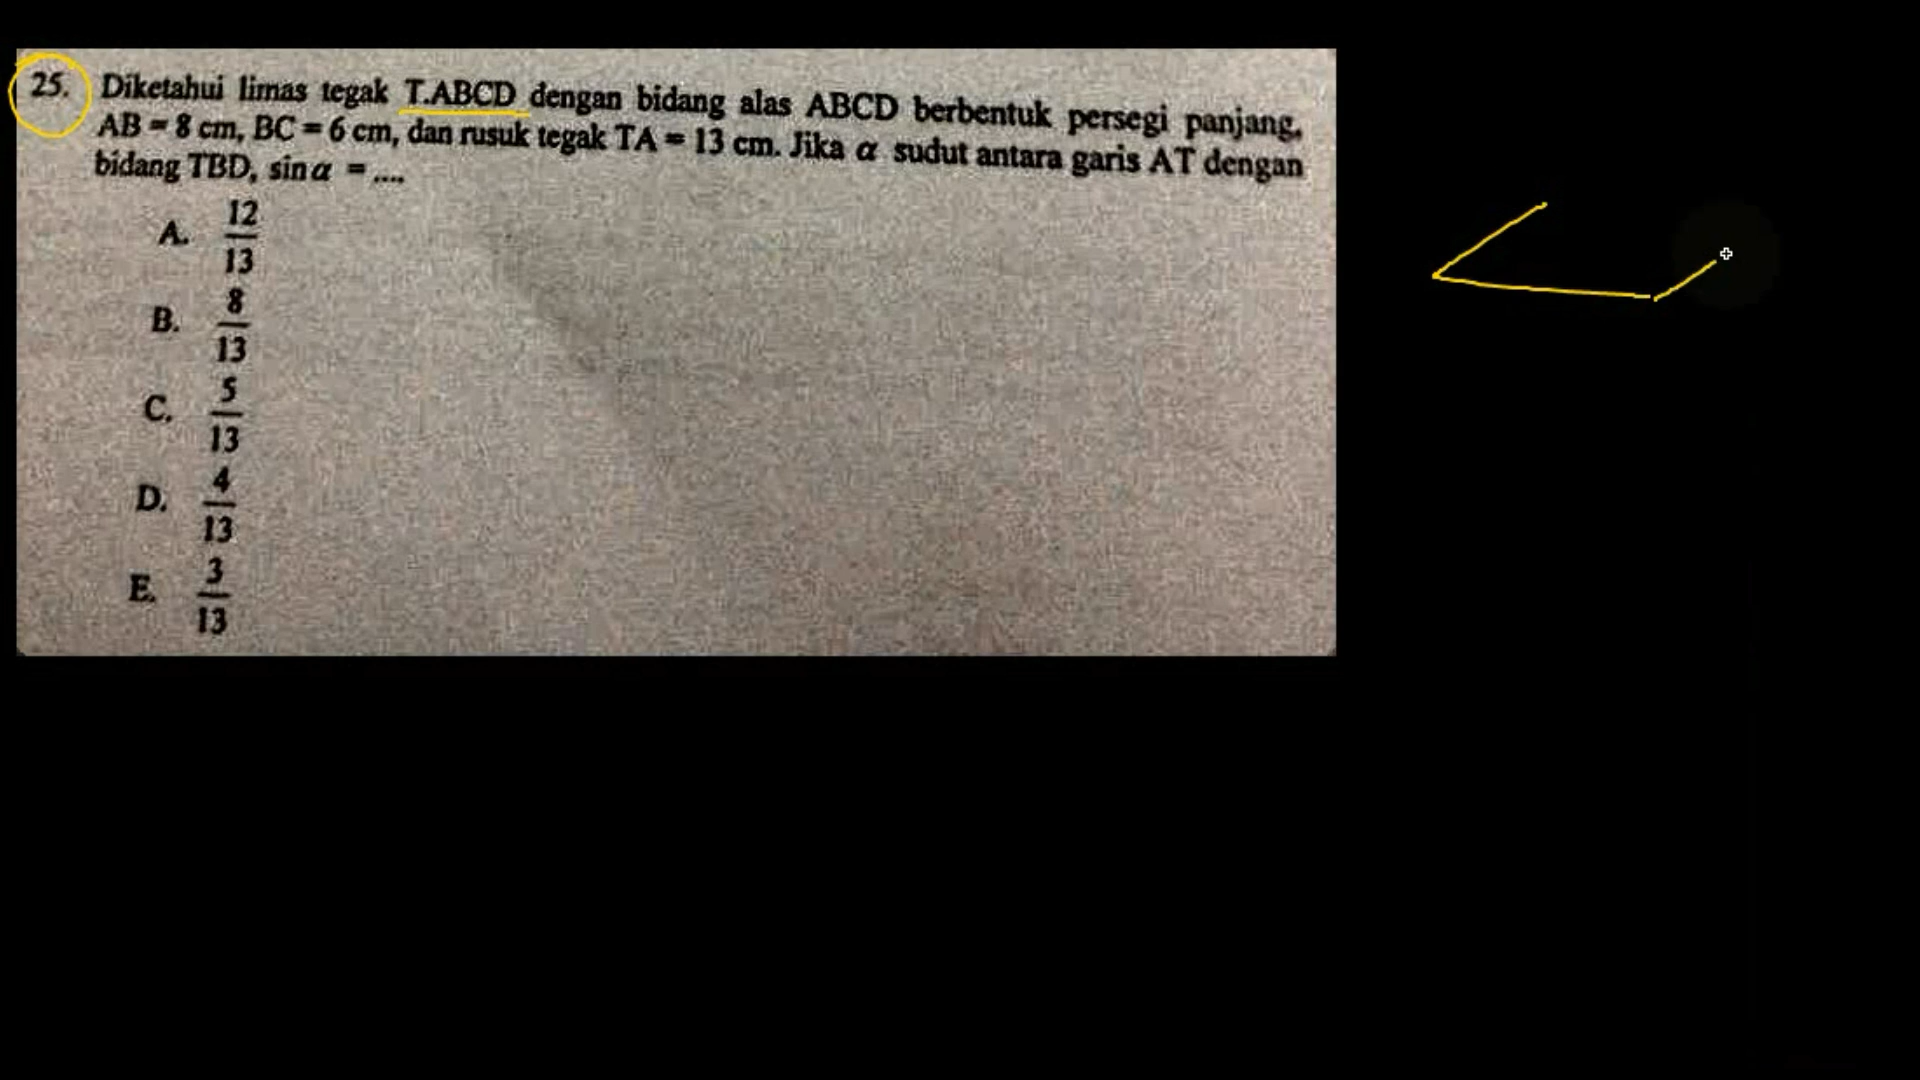 25. Diketahui limas tegak T.ABCD dengan bidang alas ABCD berbentuk persegi panjang,
AB = 8 cm, BC = 6 cm, dan rusuk tegak TA = 13 cm. Jika α sudut antara garis AT dengan
bidang TBD, sin α = ....
A. 12/13
B. 8/13
C. 5/13
D. 4/13
E. 3/13